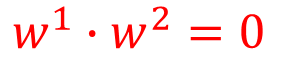 w¹ · w² = 0